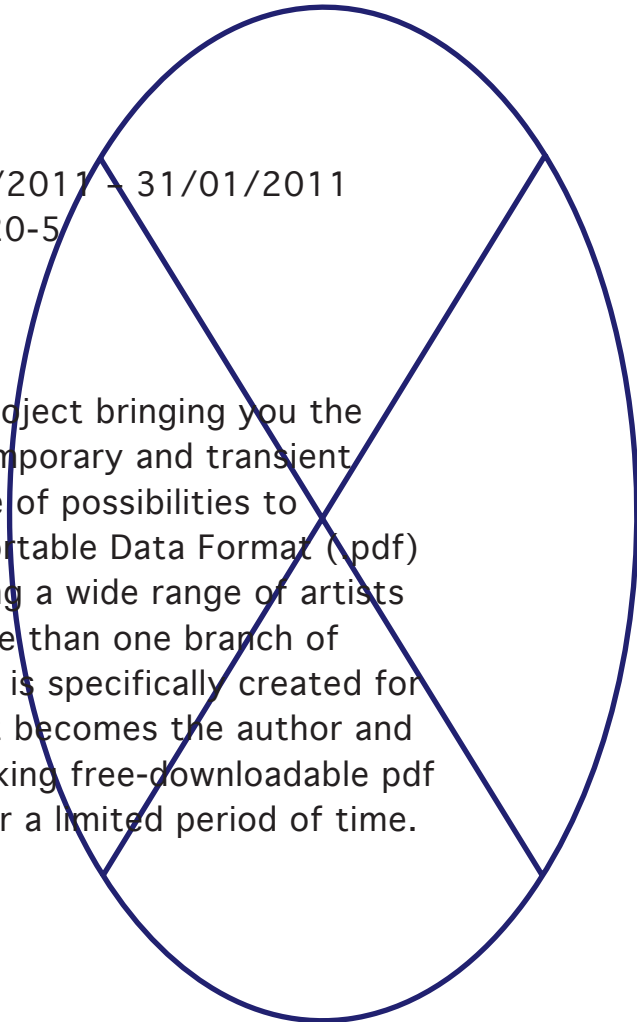 /2011 – 31/01/2011
20-5
oject bringing you the
mporary and transient
e of possibilities to
ortable Data Format (.pdf)
ng a wide range of artists
e than one branch of
is specifically created for
becomes the author and
king free-downloadable pdf
r a limited period of time.